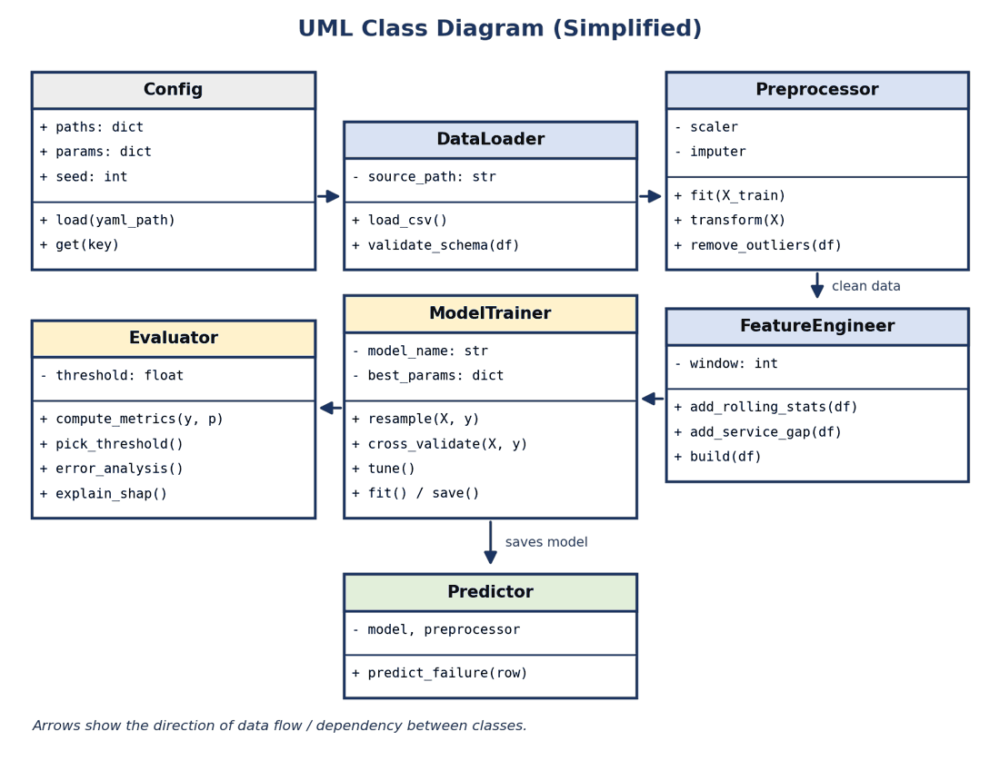 UML Class Diagram (Simplified)
Config
+ paths: dict
+ params: dict
+ seed: int
+ load(yaml_path)
+ get(key)
DataLoader
- source_path: str
+ load_csv()
+ validate_schema(df)
Preprocessor
- scaler
- imputer
+ fit(X_train)
+ transform(X)
+ remove_outliers(df)
clean data
Evaluator
- threshold: float
+ compute_metrics(y, p)
+ pick_threshold()
+ error_analysis()
+ explain_shap()
ModelTrainer
- model_name: str
- best_params: dict
+ resample(X, y)
+ cross_validate(X, y)
+ tune()
+ fit() / save()
FeatureEngineer
- window: int
+ add_rolling_stats(df)
+ add_service_gap(df)
+ build(df)
saves model
Predictor
- model, preprocessor
+ predict_failure(row)
Arrows show the direction of data flow / dependency between classes.